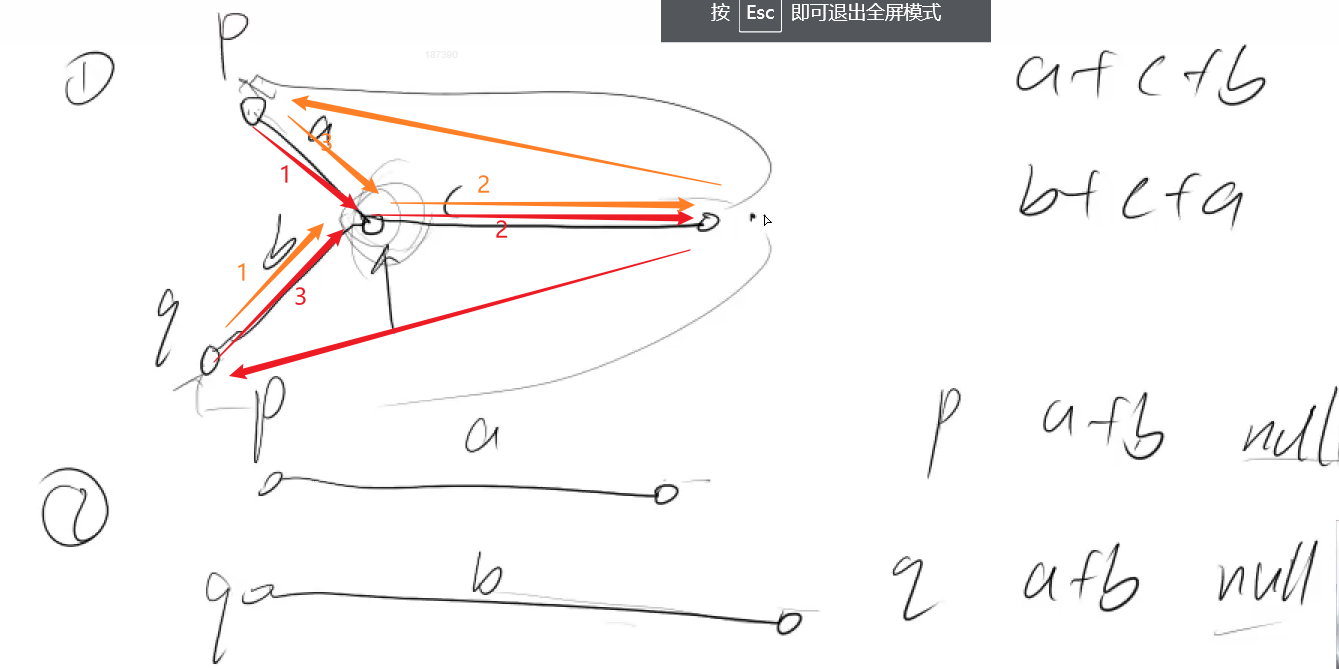 按 Esc 即可退出全屏模式
187390
① p a+c+b
a 3
1 2
c b+c+a
b 2
1 3
q
p a p a+b null
②
q b q a+b null